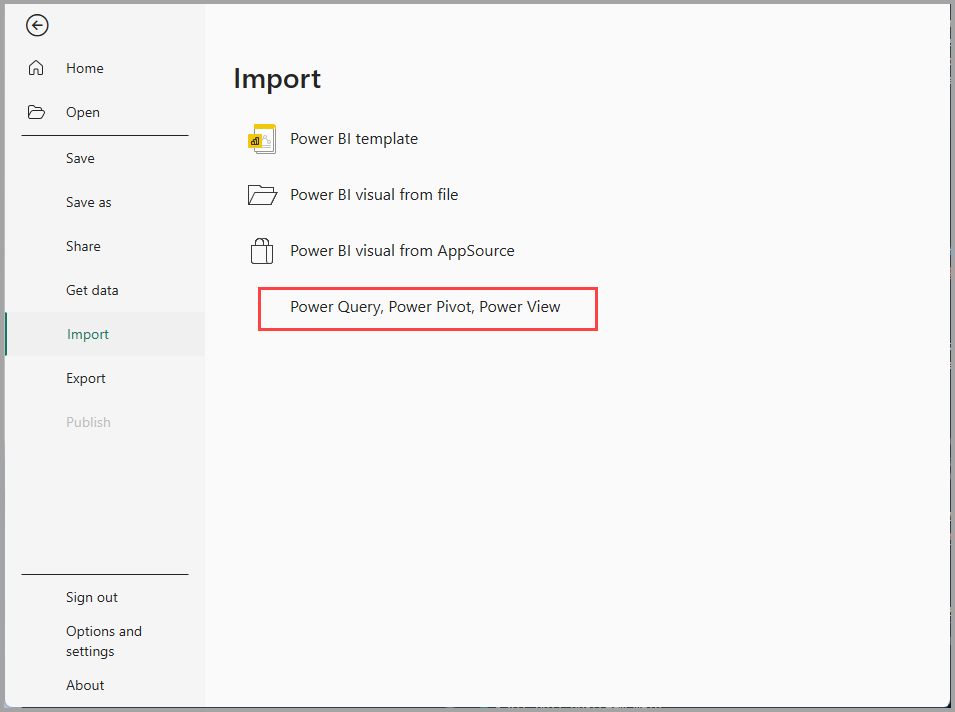 Home
Open
Save
Save as
Share
Get data
Import
Export
Publish
Sign out
Options and
settings
About
Import
Power BI template
Power BI visual from file
Power BI visual from AppSource
Power Query, Power Pivot, Power View